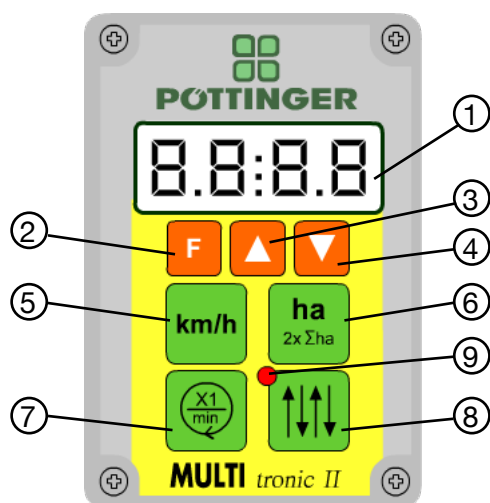 PÖTTINGER
8.8:8.8
1
3
2
F
4
5
km/h
ha
2x Σha
6
9
7
X1
min
8
MULTI tronic II